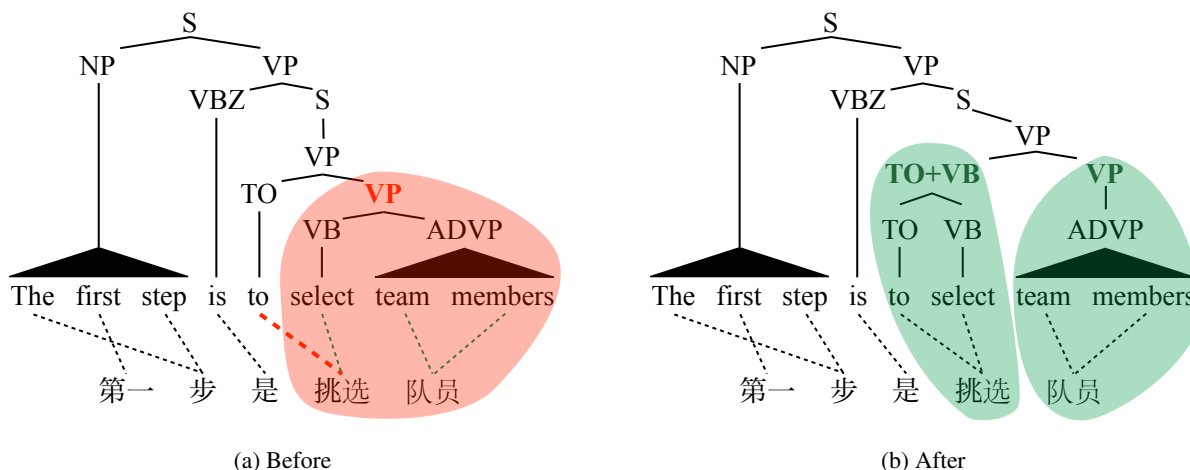 S
NP VP
VBZ S
VP
TO VP
VB ADVP
The first step is to select team members
第一 步 是 挑选 队员
(a) Before
S
NP VP
VBZ S
VP
TO+VB VP
TO VB ADVP
The first step is to select team members
第一 步 是 挑选 队员
(b) After